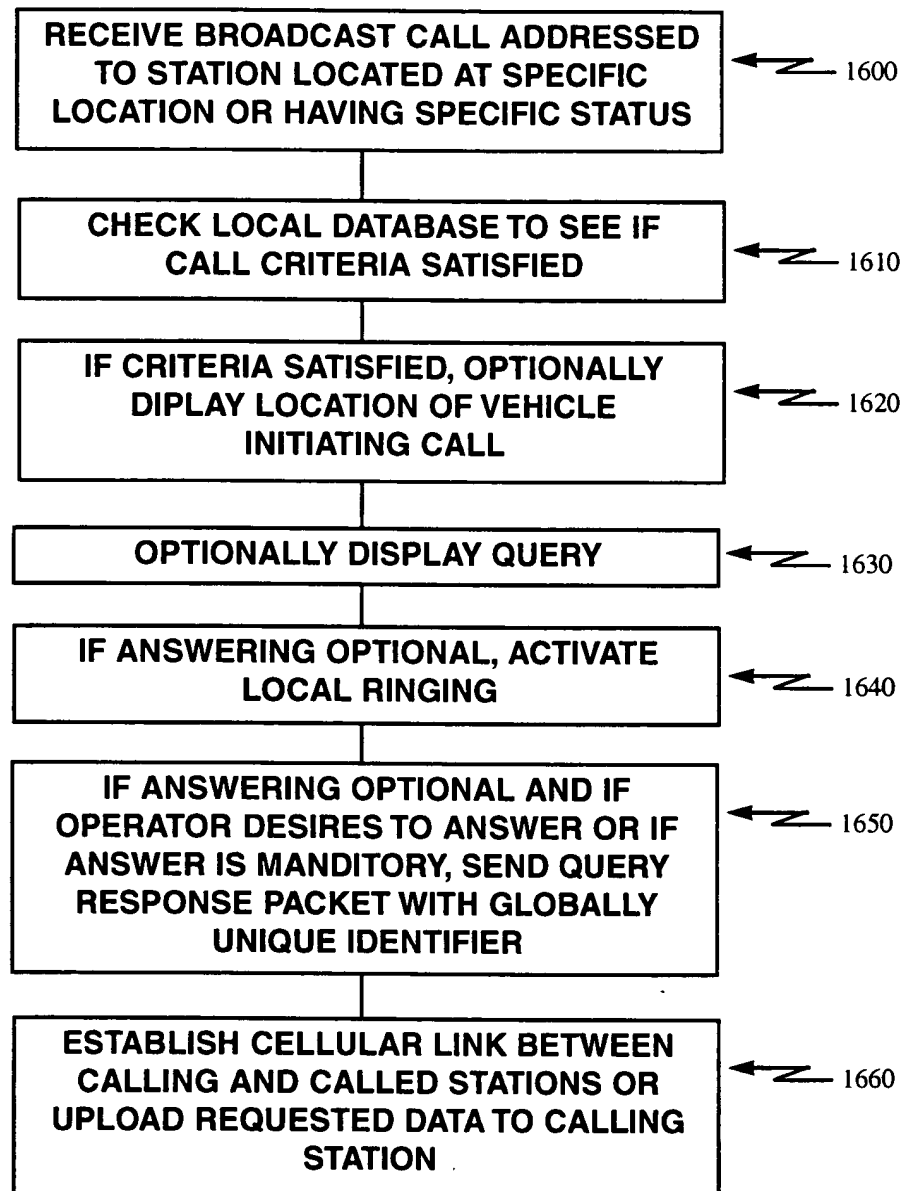 RECEIVE BROADCAST CALL ADDRESSED
TO STATION LOCATED AT SPECIFIC
LOCATION OR HAVING SPECIFIC STATUS
1600
CHECK LOCAL DATABASE TO SEE IF
CALL CRITERIA SATISFIED
1610
IF CRITERIA SATISFIED, OPTIONALLY
DIPLAY LOCATION OF VEHICLE
INITIATING CALL
1620
OPTIONALLY DISPLAY QUERY
1630
IF ANSWERING OPTIONAL, ACTIVATE
LOCAL RINGING
1640
IF ANSWERING OPTIONAL AND IF
OPERATOR DESIRES TO ANSWER OR IF
ANSWER IS MANDITORY, SEND QUERY
RESPONSE PACKET WITH GLOBALLY
UNIQUE IDENTIFIER
1650
ESTABLISH CELLULAR LINK BETWEEN
CALLING AND CALLED STATIONS OR
UPLOAD REQUESTED DATA TO CALLING
STATION
1660